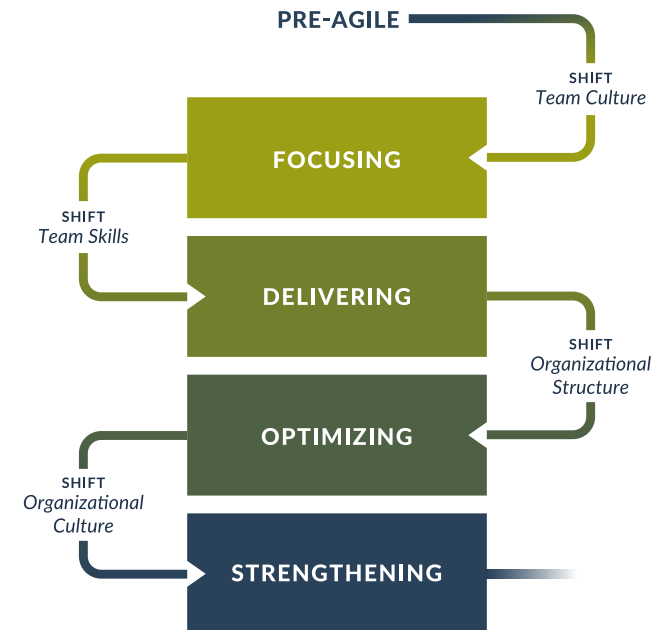 PRE-AGILE
SHIFT
Team Culture
FOCUSING
SHIFT
Team Skills
DELIVERING
SHIFT
Organizational
Structure
OPTIMIZING
SHIFT
Organizational
Culture
STRENGTHENING